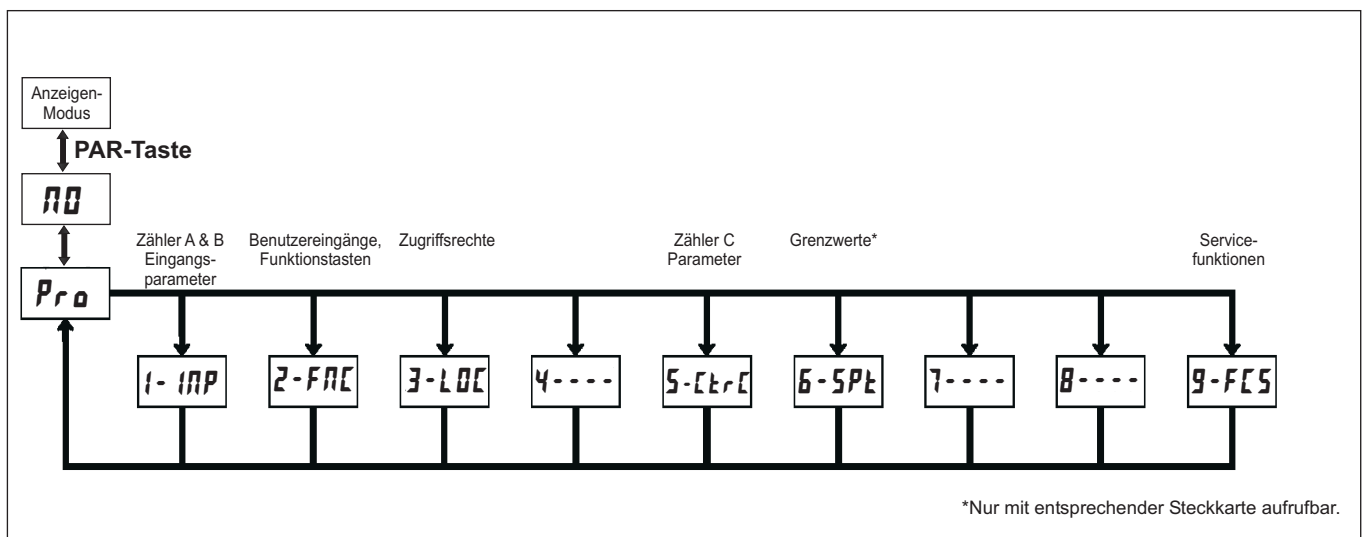 Anzeigen-
Modus
PAR-Taste
NO
Pro
Zähler A & B
Eingangs-
parameter
Benutzereingänge,
Funktionstasten
Zugriffsrechte
Zähler C
Parameter
Grenzwerte*
Service-
funktionen
1-INP
2-FNC
3-LOC
4----
5-CtrC
6-SPt
7----
8----
9-FCS
*Nur mit entsprechender Steckkarte aufrufbar.